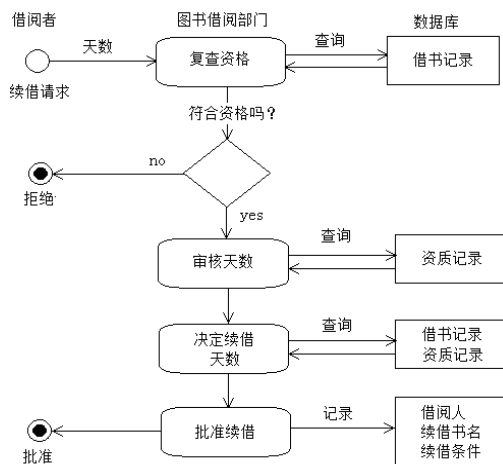 借阅者
图书借阅部门
数据库
天数
复查资格
查询
借书记录
续借请求
符合资格吗？
no
拒绝
yes
审核天数
查询
资质记录
决定续借
天数
查询
借书记录
资质记录
批准续借
记录
借阅人
续借书名
续借条件
批准